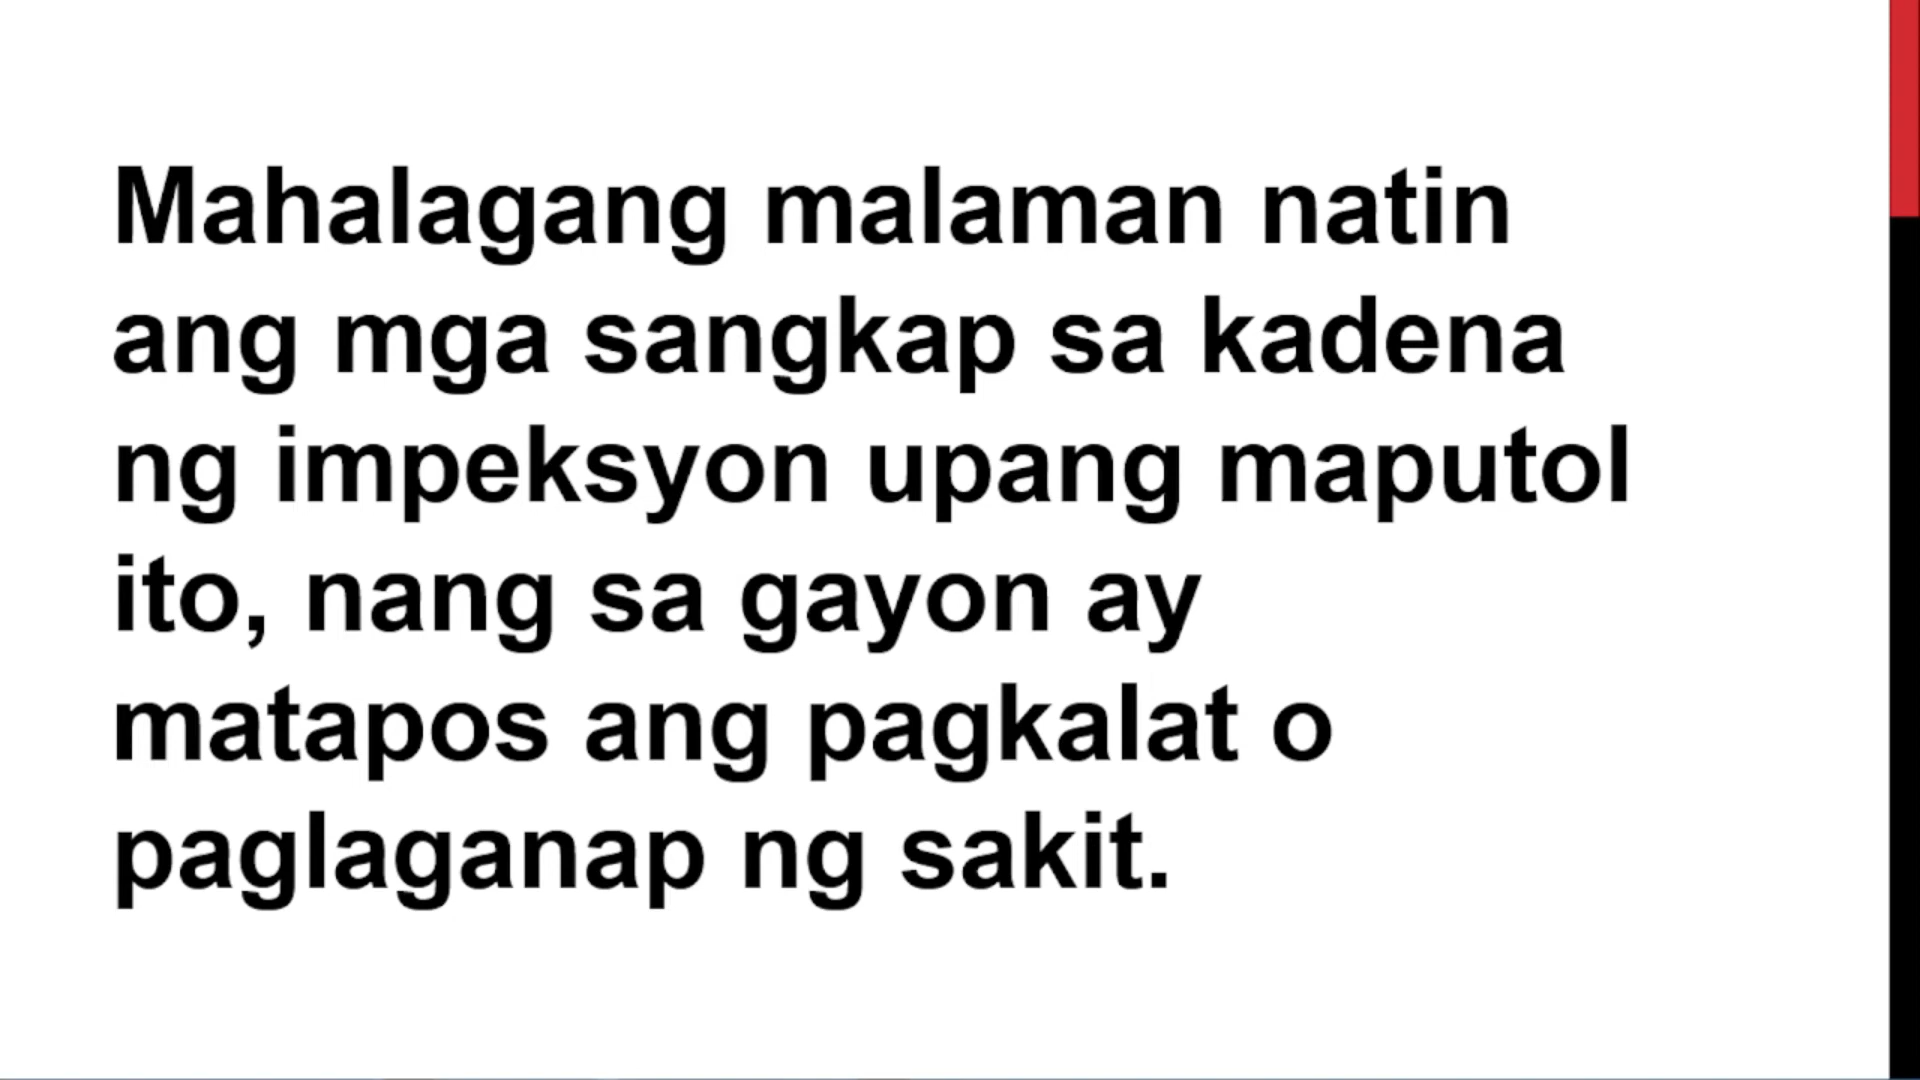 Mahalagang malaman natin
ang mga sangkap sa kadena
ng impeksyon upang maputol
ito, nang sa gayon ay
matapos ang pagkalat o
paglaganap ng sakit.